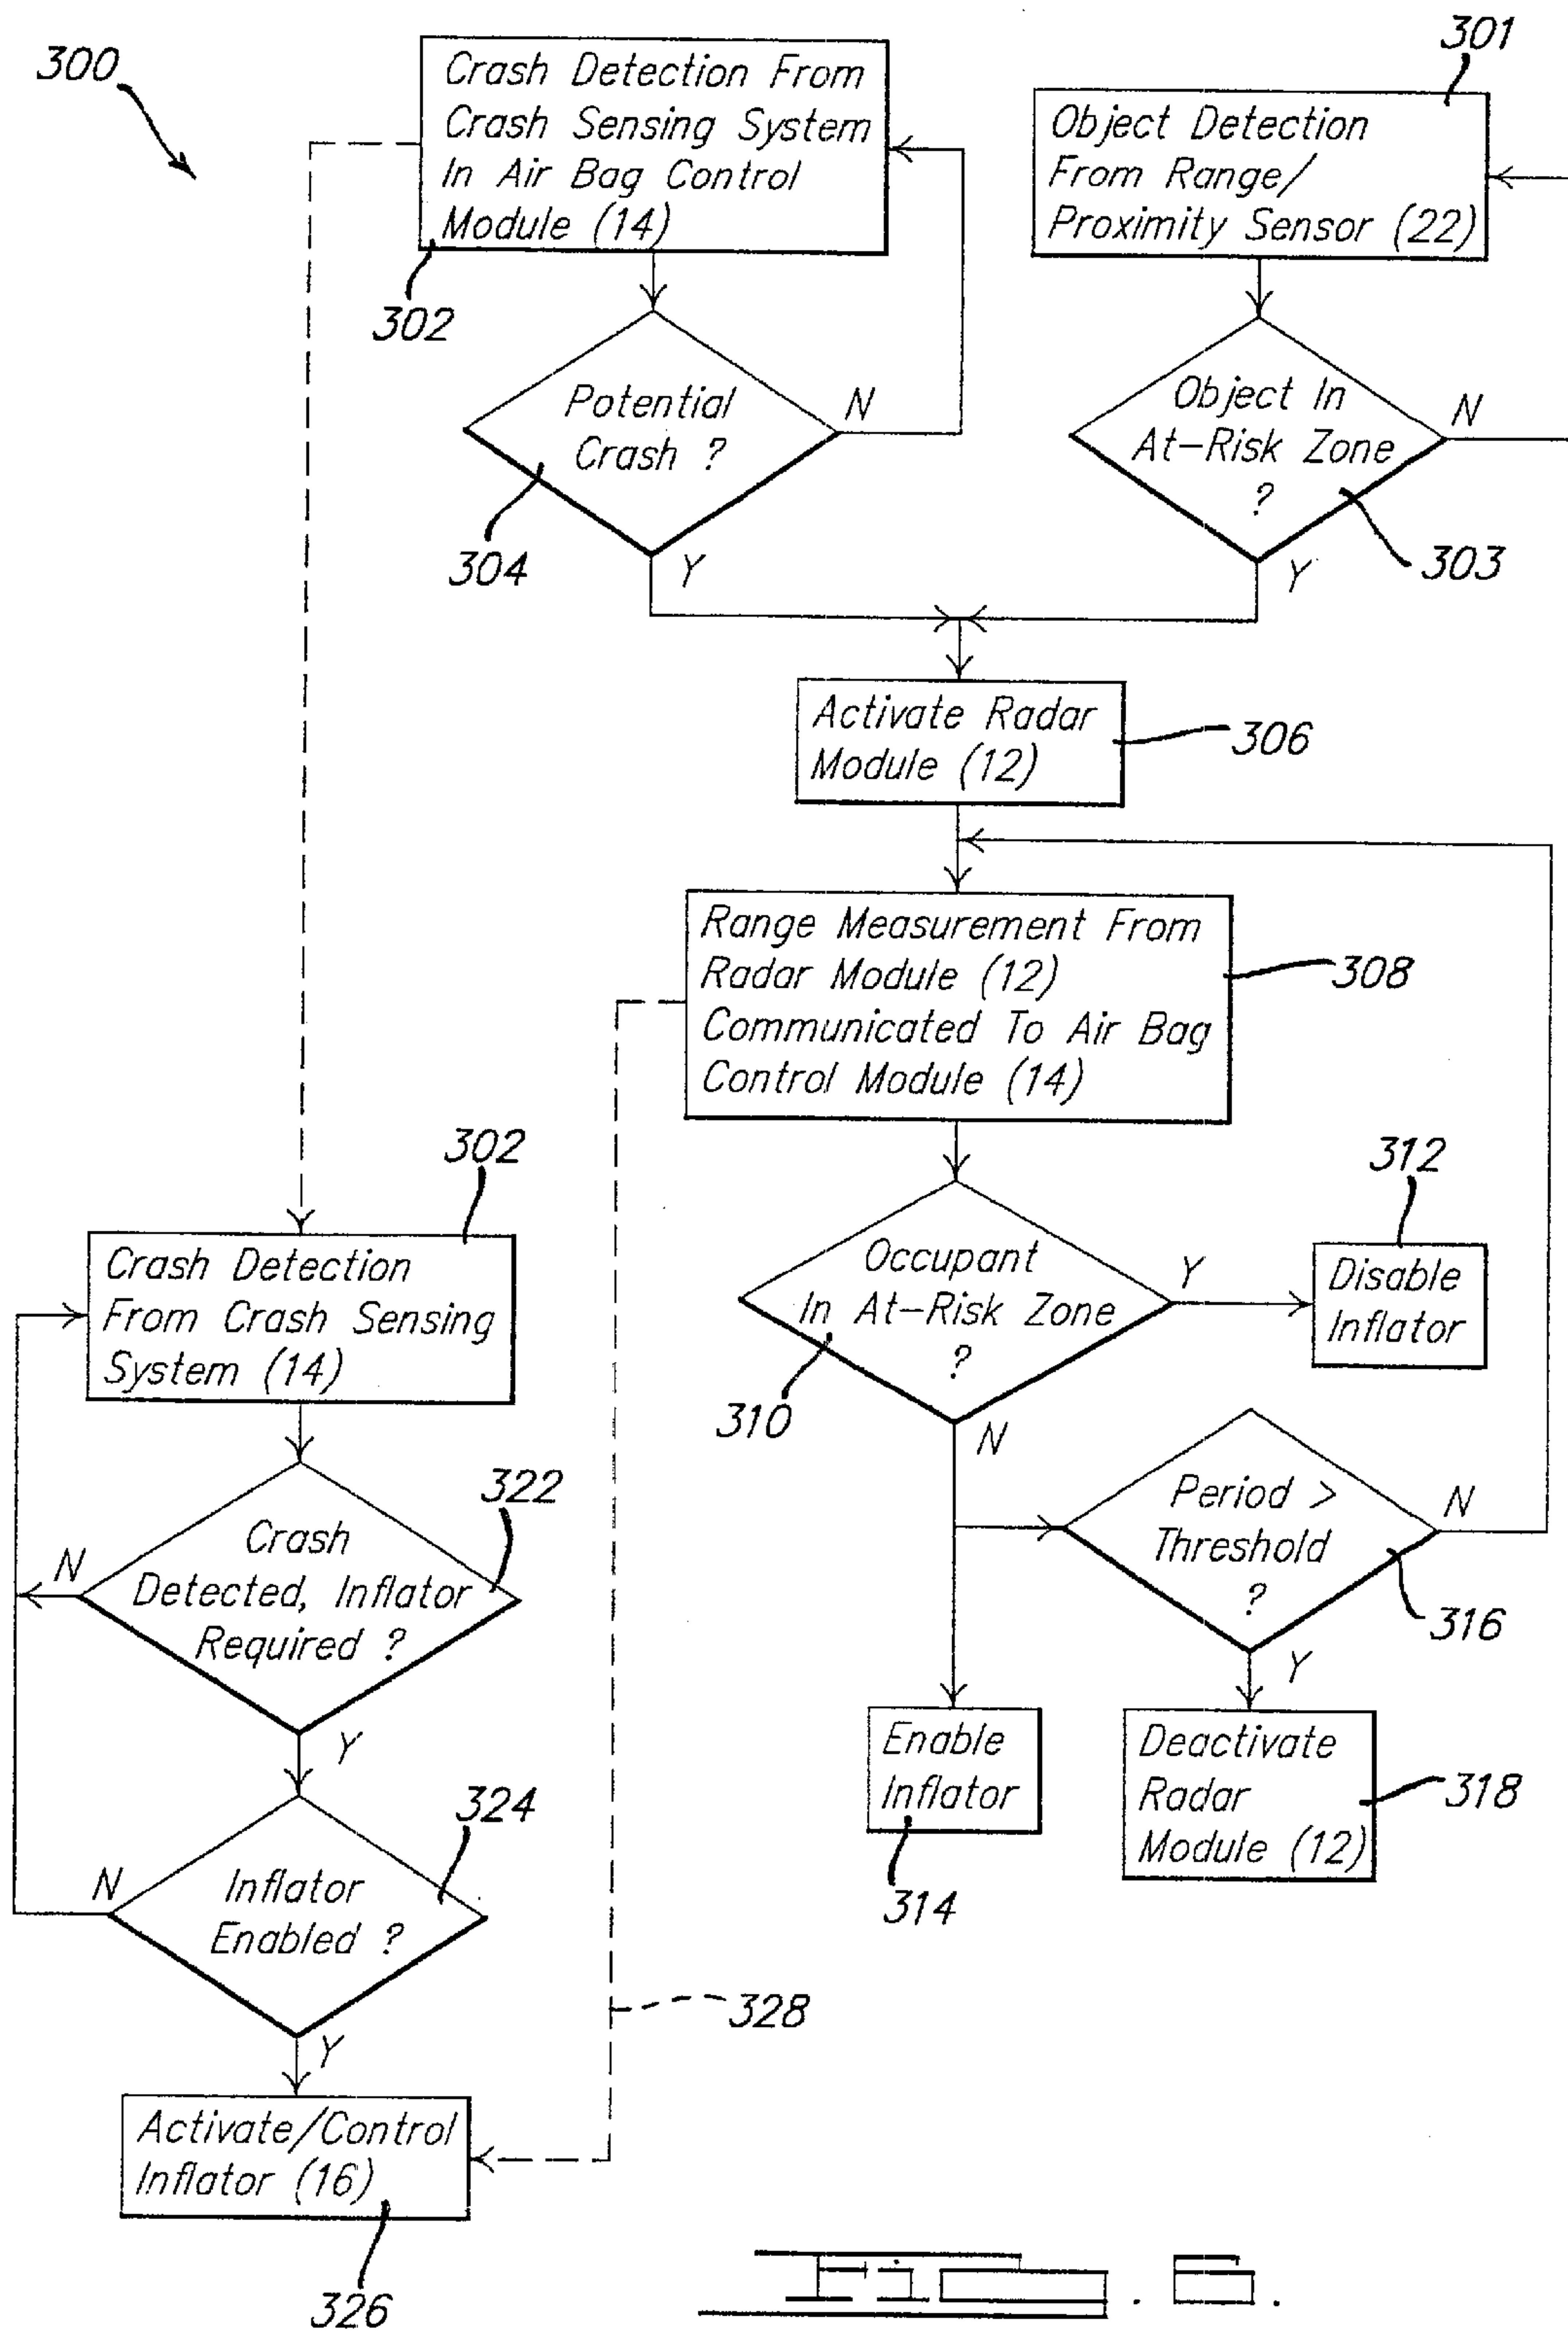 300
Crash Detection From
Crash Sensing System
In Air Bag Control
Module (14)
302
301
Object Detection
From Range/
Proximity Sensor (22)
Potential
Crash ?
N
304
Y
Object In
At-Risk Zone
?
N
303
Y
Activate Radar
Module (12)
306
Range Measurement From
Radar Module (12)
Communicated To Air Bag
Control Module (14)
308
302
Crash Detection
From Crash Sensing
System (14)
Occupant
In At-Risk Zone
?
310
Y
N
312
Disable
Inflator
322
Crash
Detected, Inflator
Required ?
N
Y
Period >
Threshold
?
N
316
Y
324
Inflator
Enabled ?
N
Y
Enable
Inflator
314
Deactivate
Radar
Module (12)
318
328
Activate/Control
Inflator (16)
326